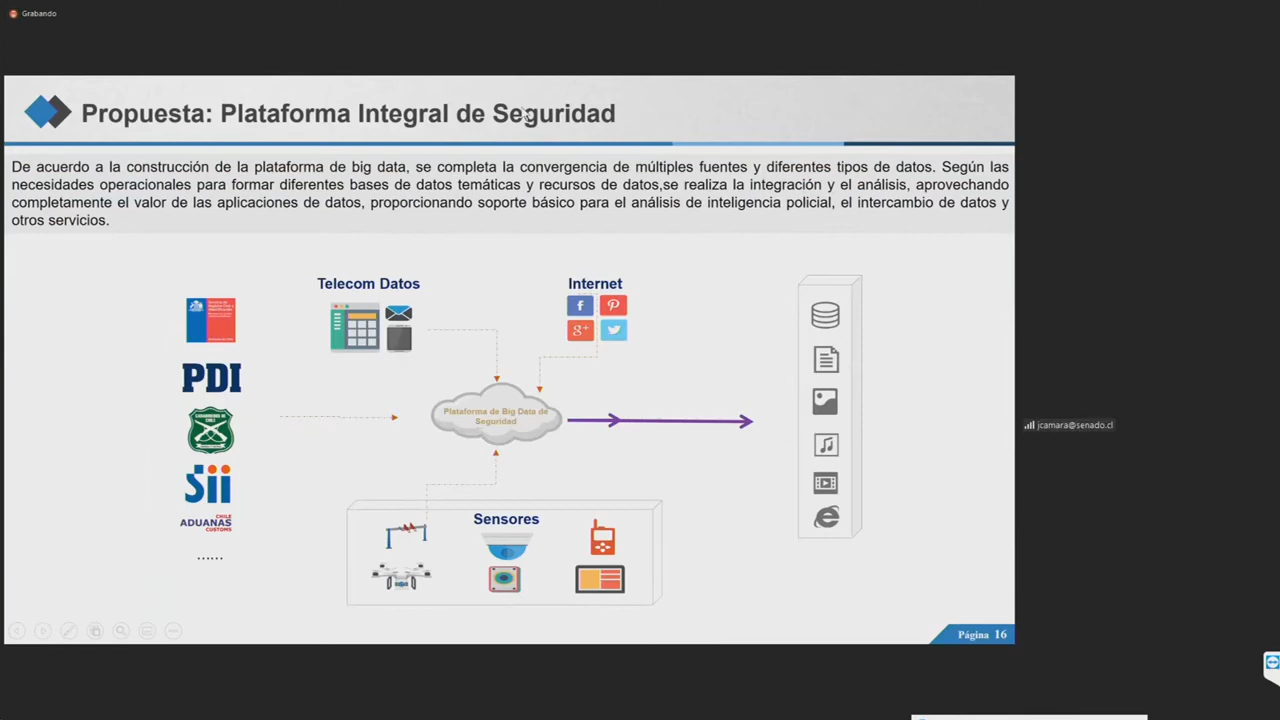 Grabando
Propuesta: Plataforma Integral de Seguridad
De acuerdo a la construcción de la plataforma de big data, se completa la convergencia de múltiples fuentes y diferentes tipos de datos. Según las
necesidades operacionales para formar diferentes bases de datos temáticas y recursos de datos,se realiza la integración y el análisis, aprovechando
completamente el valor de las aplicaciones de datos, proporcionando soporte básico para el análisis de inteligencia policial, el intercambio de datos y
otros servicios.
Telecom Datos
Internet
PDI
Sii
CHILE
ADUANAS
CUSTOMS
......
Plataforma de Big Data de
Seguridad
Sensores
jcamara@senado.cl
Página 16